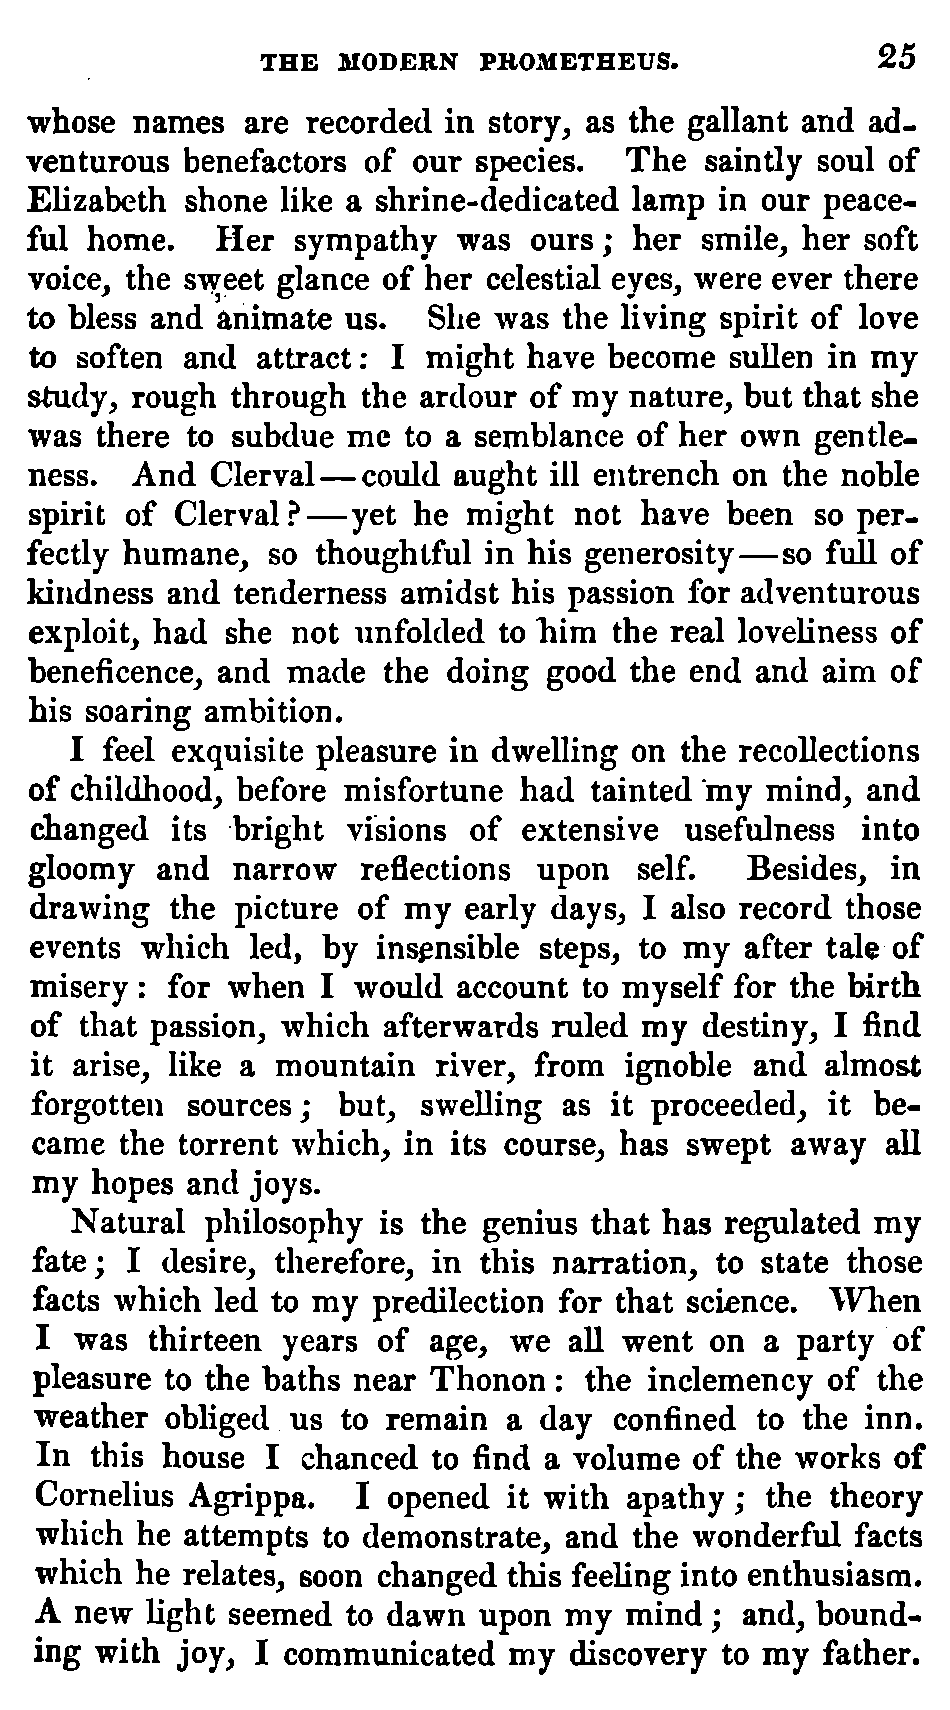 THE MODERN PROMETHEUS. 25
whose names are recorded in story, as the gallant and ad-
venturous benefactors of our species. The saintly soul of
Elizabeth shone like a shrine-dedicated lamp in our peace-
ful home. Her sympathy was ours; her smile, her soft
voice, the sweet glance of her celestial eyes, were ever there
to bless and animate us. She was the living spirit of love
to soften and attract: I might have become sullen in my
study, rough through the ardour of my nature, but that she
was there to subdue me to a semblance of her own gentle-
ness. And Clerval—could aught ill entrench on the noble
spirit of Clerval?—yet he might not have been so per-
fectly humane, so thoughtful in his generosity—so full of
kindness and tenderness amidst his passion for adventurous
exploit, had she not unfolded to him the real loveliness of
beneficence, and made the doing good the end and aim of
his soaring ambition.
I feel exquisite pleasure in dwelling on the recollections
of childhood, before misfortune had tainted my mind, and
changed its bright visions of extensive usefulness into
gloomy and narrow reflections upon self. Besides, in
drawing the picture of my early days, I also record those
events which led, by insensible steps, to my after tale of
misery: for when I would account to myself for the birth
of that passion, which afterwards ruled my destiny, I find
it arise, like a mountain river, from ignoble and almost
forgotten sources; but, swelling as it proceeded, it be-
came the torrent which, in its course, has swept away all
my hopes and joys.
Natural philosophy is the genius that has regulated my
fate; I desire, therefore, in this narration, to state those
facts which led to my predilection for that science. When
I was thirteen years of age, we all went on a party of
pleasure to the baths near Thonon: the inclemency of the
weather obliged us to remain a day confined to the inn.
In this house I chanced to find a volume of the works of
Cornelius Agrippa. I opened it with apathy; the theory
which he attempts to demonstrate, and the wonderful facts
which he relates, soon changed this feeling into enthusiasm.
A new light seemed to dawn upon my mind; and, bound-
ing with joy, I communicated my discovery to my father.